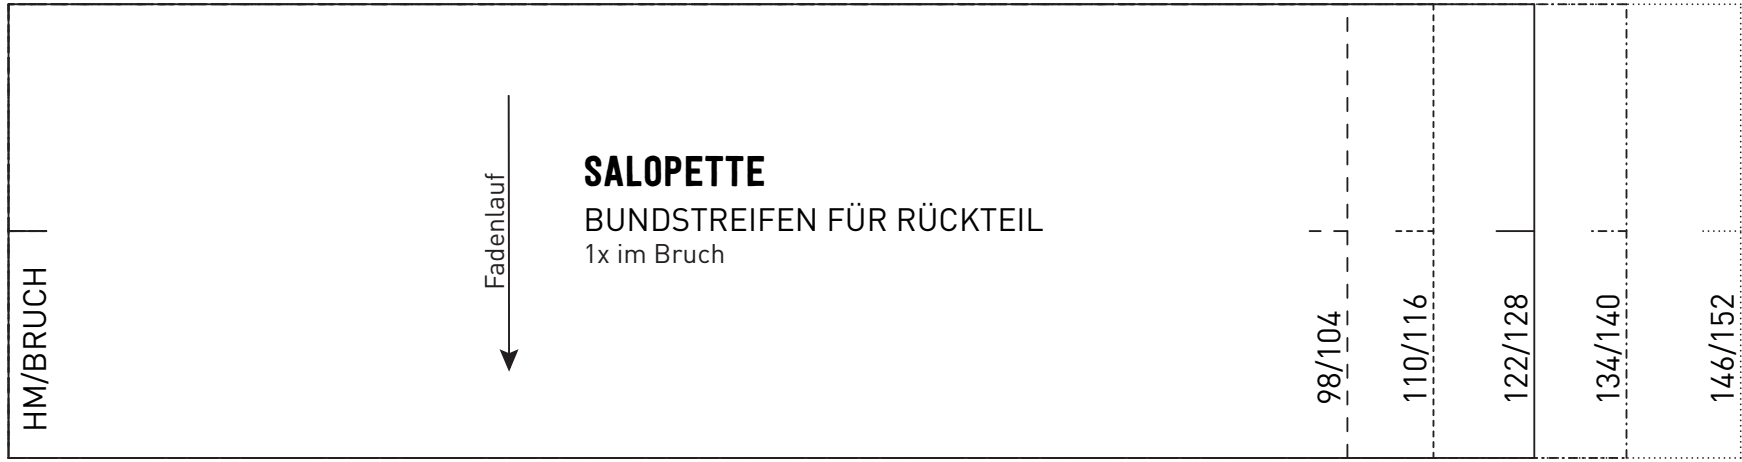 HM/BRUCH
Fadenlauf
SALOPETTE
BUNDSTREIFEN FÜR RÜCKTEIL
1x im Bruch
98/104
110/116
122/128
134/140
146/152